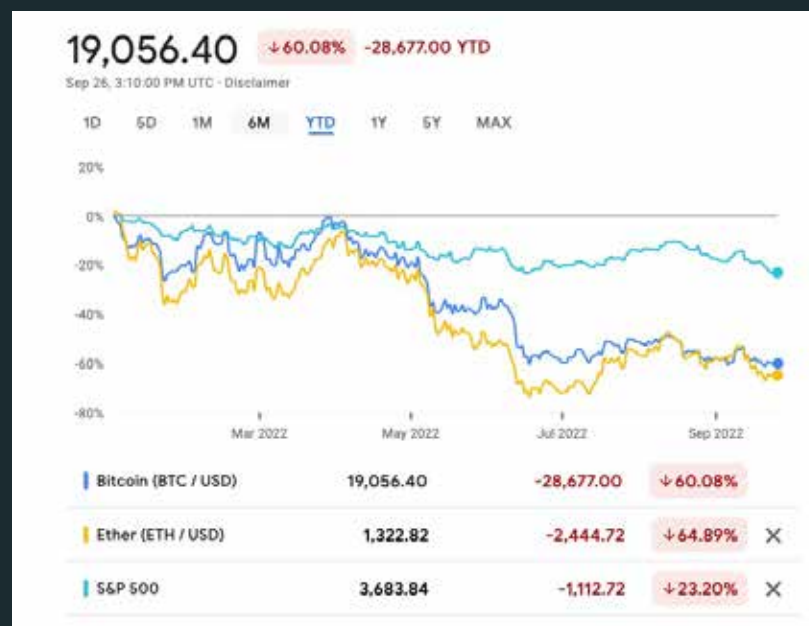 19,056.40 ↓60.08% -28,677.00 YTD
Sep 26, 3:10:00 PM UTC · Disclaimer
1D 5D 1M 6M YTD 1Y 5Y MAX
20%
0%
-20%
-40%
-60%
-80%
Mar 2022 May 2022 Jul 2022 Sep 2022
Bitcoin (BTC / USD) 19,056.40 -28,677.00 ↓60.08%
Ether (ETH / USD) 1,322.82 -2,444.72 ↓64.89% ×
S&P 500 3,683.84 -1,112.72 ↓23.20% ×